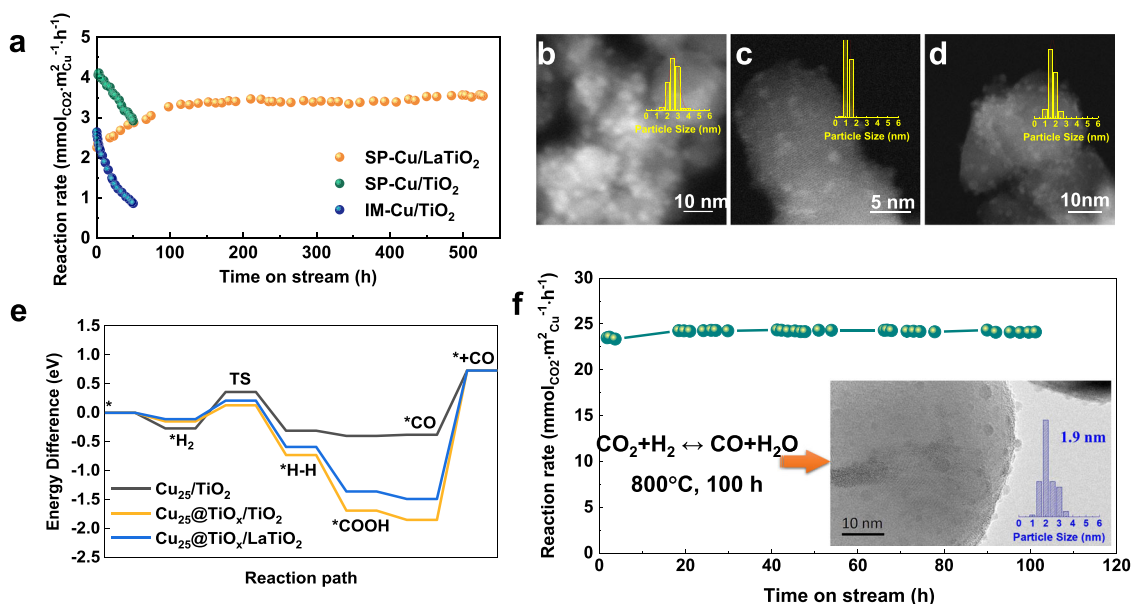 a
Reaction rate (mmol_CO2·m²_Cu⁻¹·h⁻¹)
5
4
3
2
1
0
SP-Cu/LaTiO₂
SP-Cu/TiO₂
IM-Cu/TiO₂
0 100 200 300 400 500
Time on stream (h)
b
0 1 2 3 4 5 6
Particle Size (nm)
10 nm
c
0 1 2 3 4 5 6
Particle Size (nm)
5 nm
d
0 1 2 3 4 5 6
Particle Size (nm)
10nm
e
Energy Difference (eV)
1.5
1.0
0.5
0.0
-0.5
-1.0
-1.5
-2.0
-2.5
*
*H₂
TS
*H-H
*COOH
*CO
*+CO
Cu₂₅/TiO₂
Cu₂₅@TiOₓ/TiO₂
Cu₂₅@TiOₓ/LaTiO₂
Reaction path
f
Reaction rate (mmol_CO2·m²_Cu⁻¹·h⁻¹)
30
25
20
15
10
5
0
CO₂+H₂ ↔ CO+H₂O
800°C, 100 h
1.9 nm
0 1 2 3 4 5 6
Particle Size (nm)
10 nm
0 20 40 60 80 100 120
Time on stream (h)